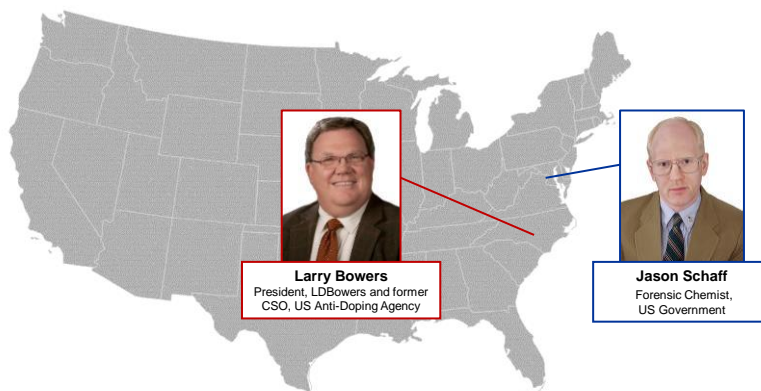 Larry Bowers
President, LDBowers and former
CSO, US Anti-Doping Agency
Jason Schaff
Forensic Chemist,
US Government